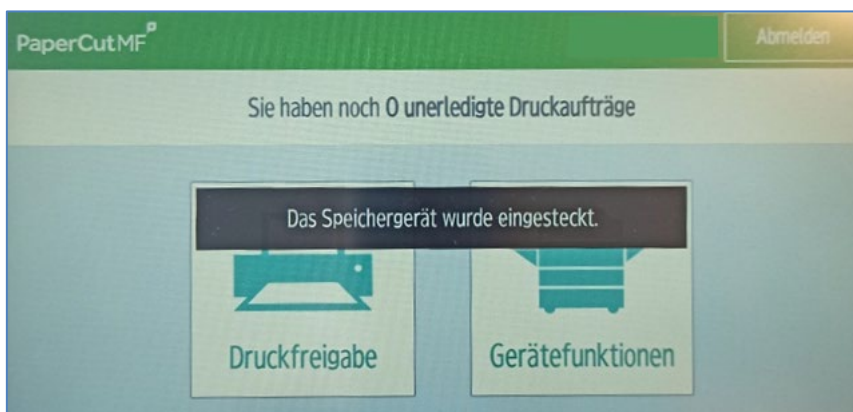 PaperCutMF
Abmelden
Sie haben noch 0 unerledigte Druckaufträge
Das Speichergerät wurde eingesteckt.
Druckfreigabe
Gerätefunktionen